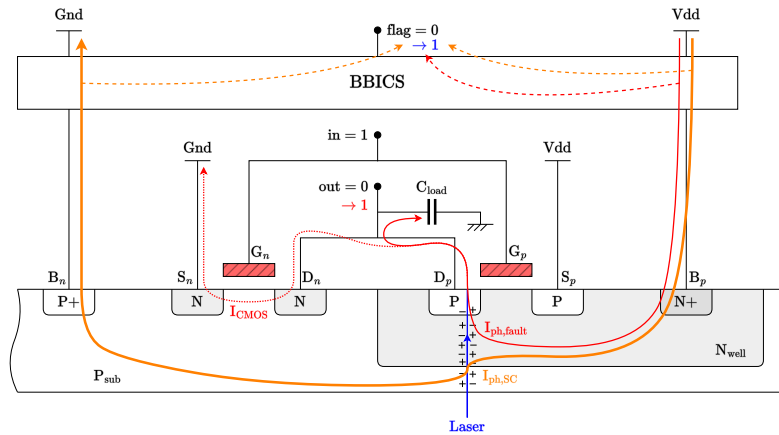 Gnd
flag = 0
→ 1
Vdd
BBICS
in = 1
Gnd
Vdd
out = 0
→ 1
C_load
G_n
G_p
B_n
S_n
D_n
D_p
S_p
B_p
P+
N
N
P
P
N+
I_CMOS
I_ph,fault
N_well
P_sub
I_ph,SC
Laser